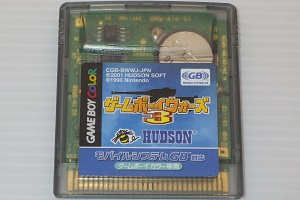 CGB-BWWJ-JPN
©2001 HUDSON SOFT
©1990 Nintendo
GB
GAME BOY COLOR
ゲームボーイウォーズ
3
HUDSON
モバイルシステムGB対応
ゲームボーイカラー専用